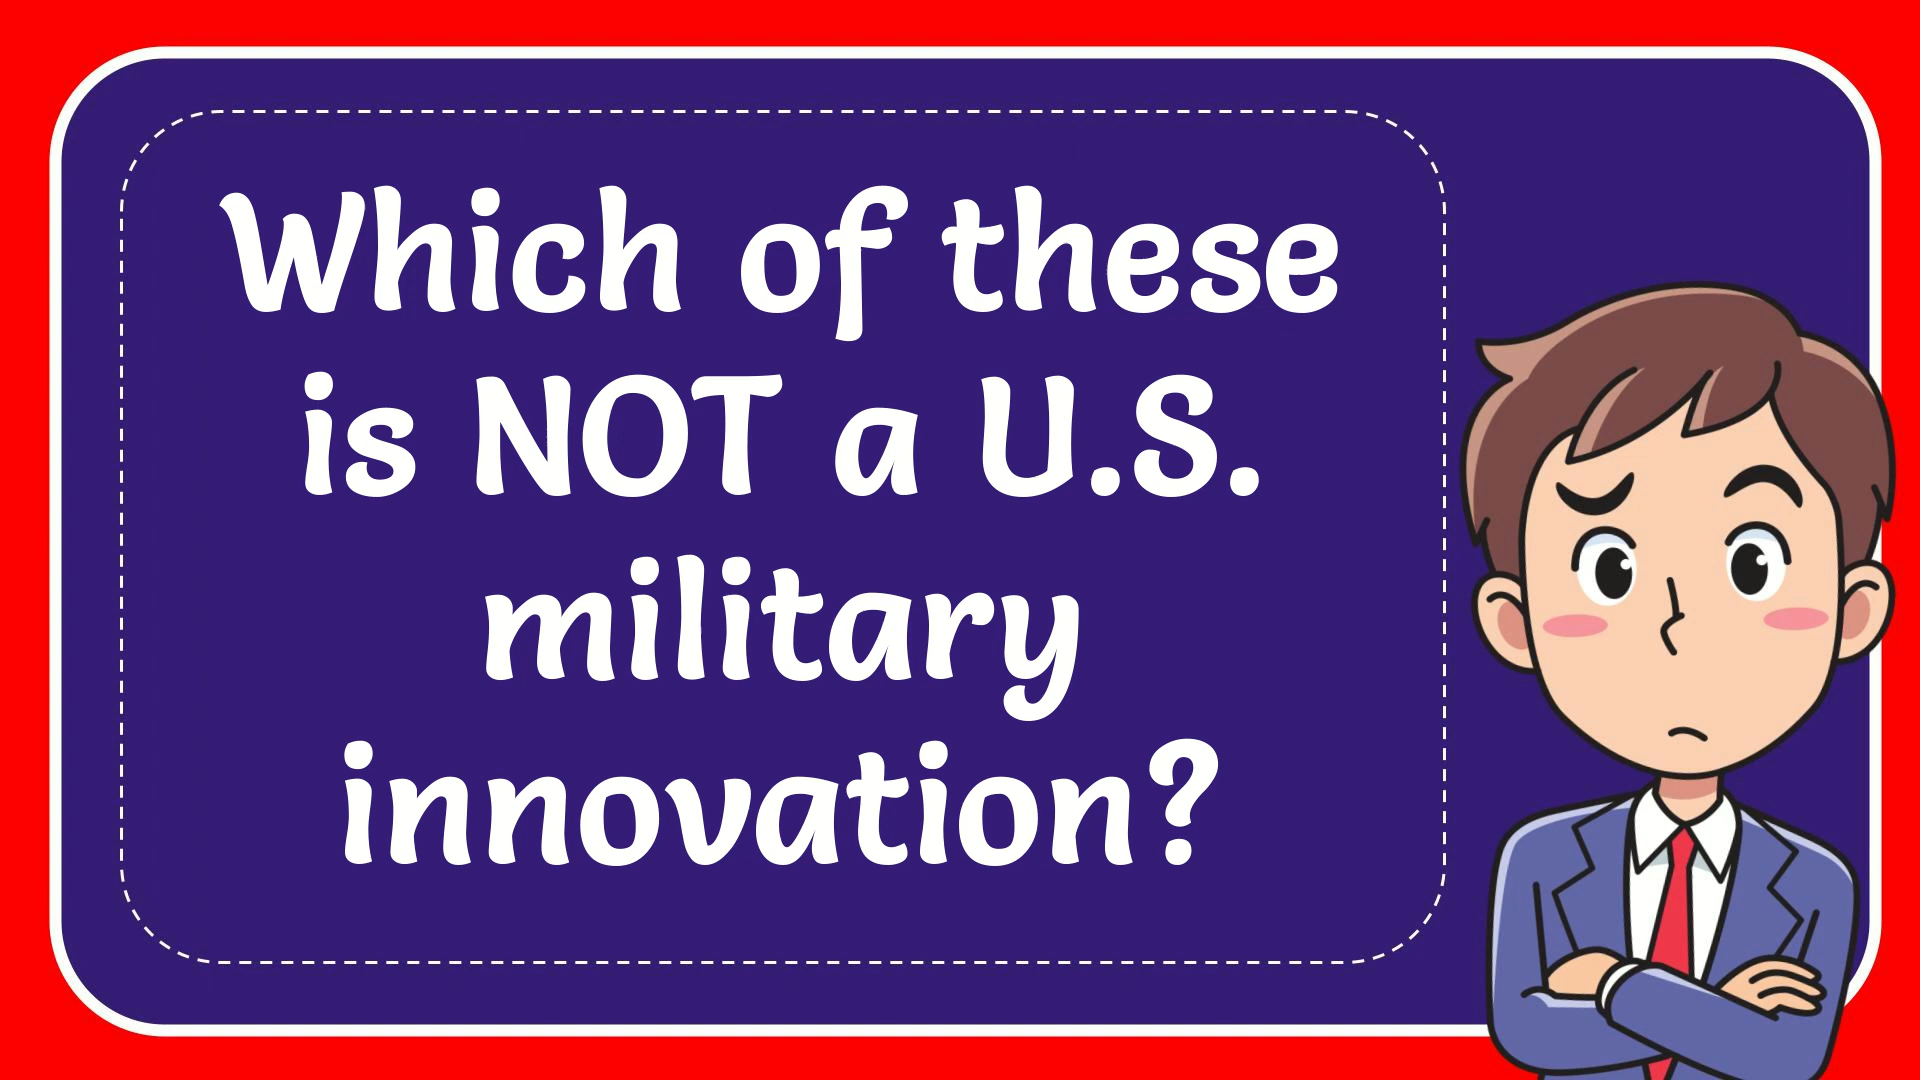 Which of these
is NOT a U.S.
military
innovation?